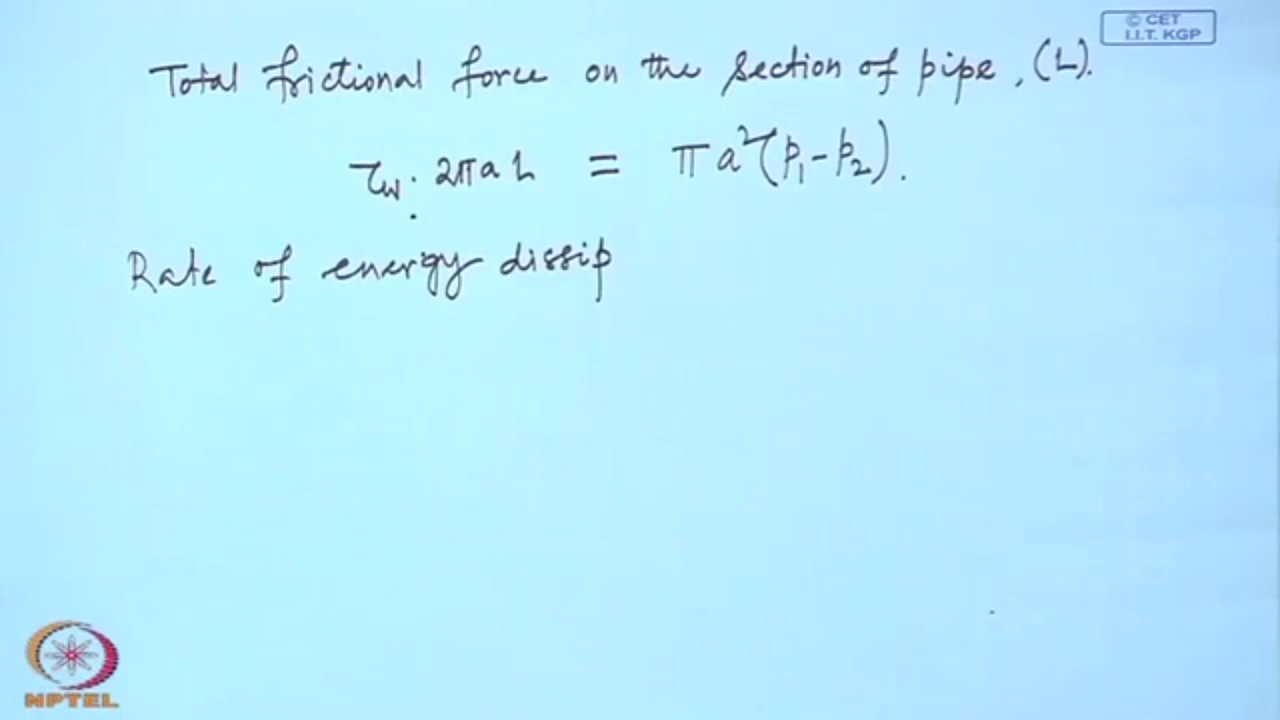 © CET
I.I.T. KGP
Total frictional force on the section of pipe, (L).
τw. 2πaL = πa²(p₁-p₂).
Rate of energy dissip
NPTEL